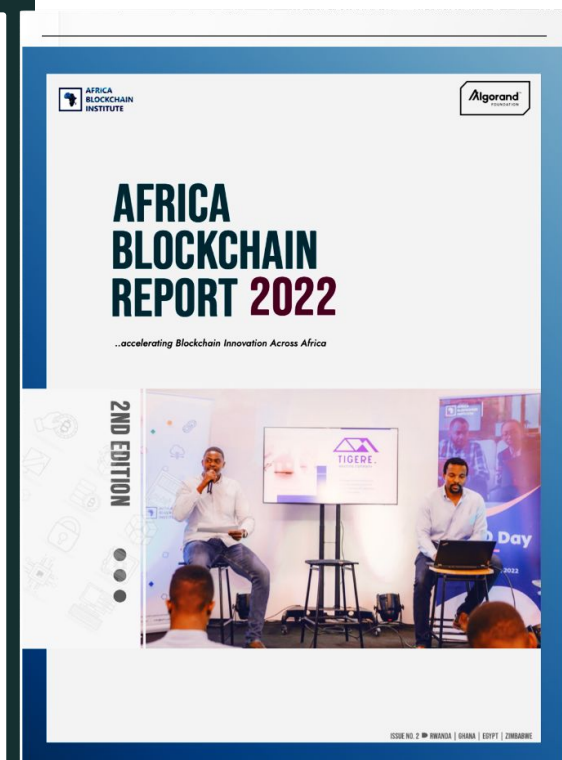 AFRICA
BLOCKCHAIN
INSTITUTE
Algorand
FOUNDATION
AFRICA
BLOCKCHAIN
REPORT 2022
..accelerating Blockchain Innovation Across Africa
2ND EDITION
TIGERE.
Day
2022
ISSUE NO. 2 RWANDA | GHANA | EGYPT | ZIMBABWE